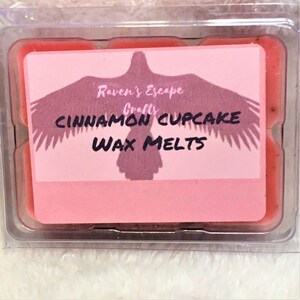 Raven's Escape
Crafts
CINNAMON CUPCAKE
WAX MELTS